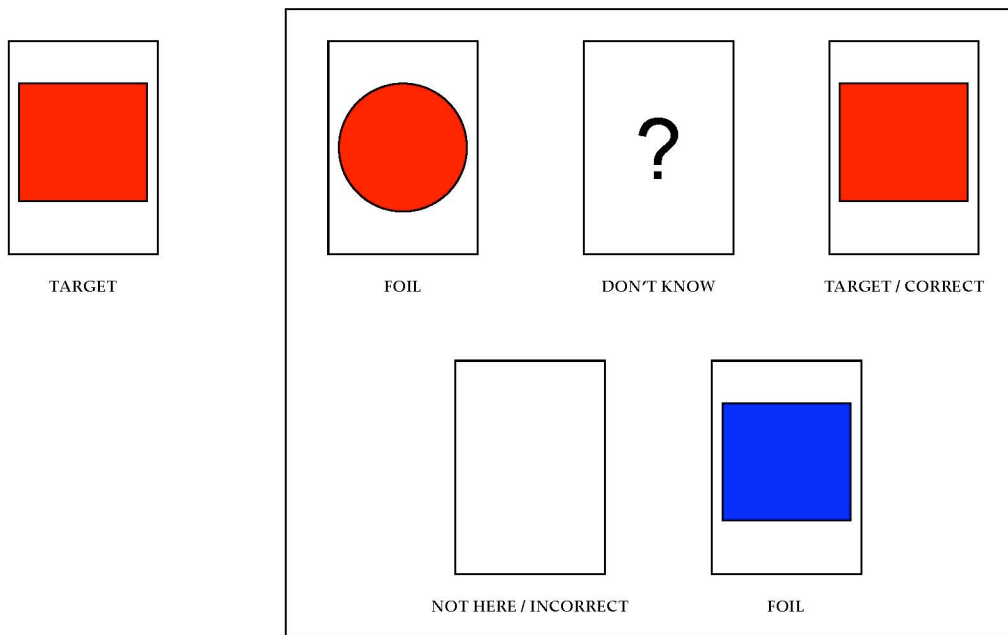 ?
TARGET
FOIL
DON'T KNOW
TARGET / CORRECT
NOT HERE / INCORRECT
FOIL